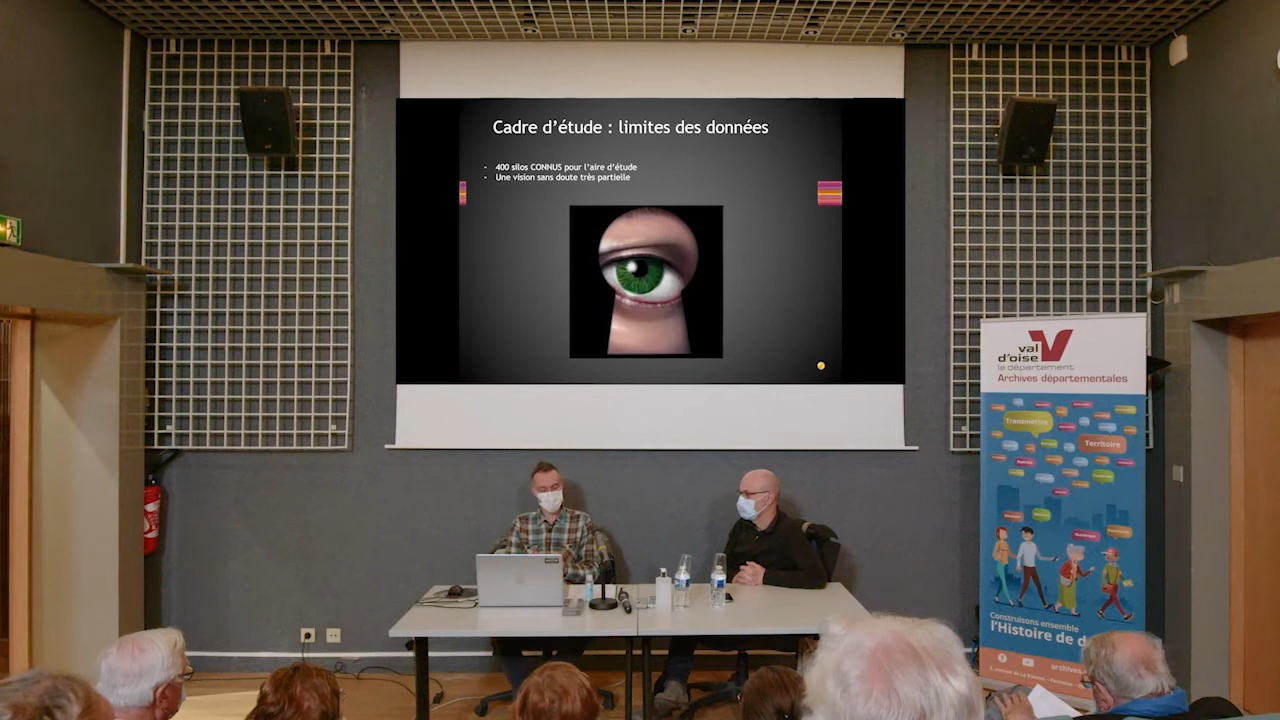 Cadre d'étude : limites des données
- 400 silos CONNUS pour l'aire d'étude
- Une vision sans doute très partielle
val
d'oise
le département
Archives départementales
Transmettre
Territoire
Construisons ensemble
l'Histoire de d
archives.